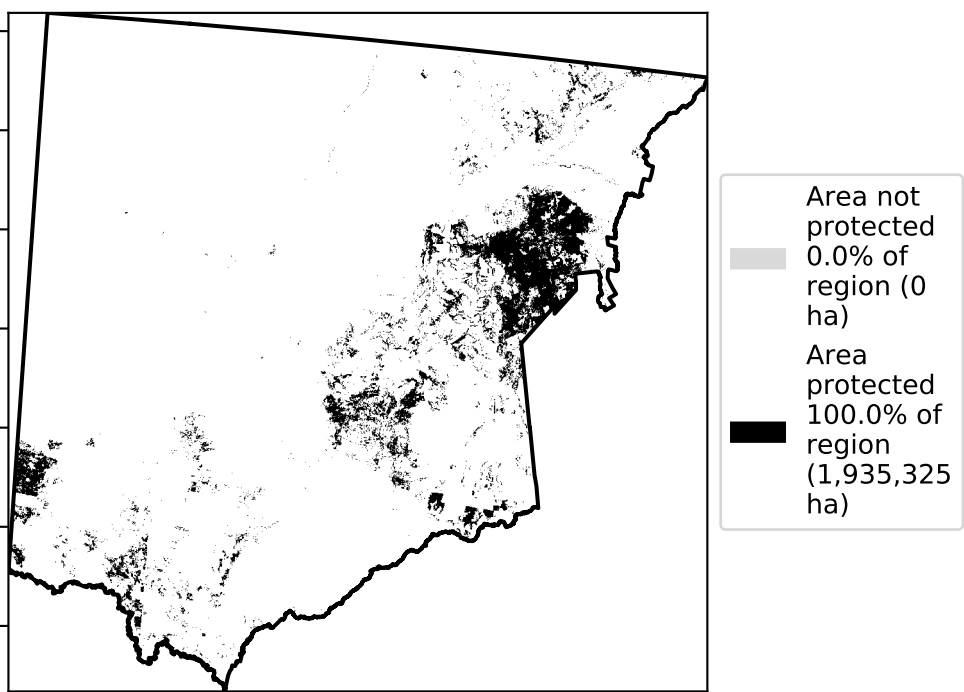 Area not
protected
0.0% of
region (0
ha)
Area
protected
100.0% of
region
(1,935,325
ha)